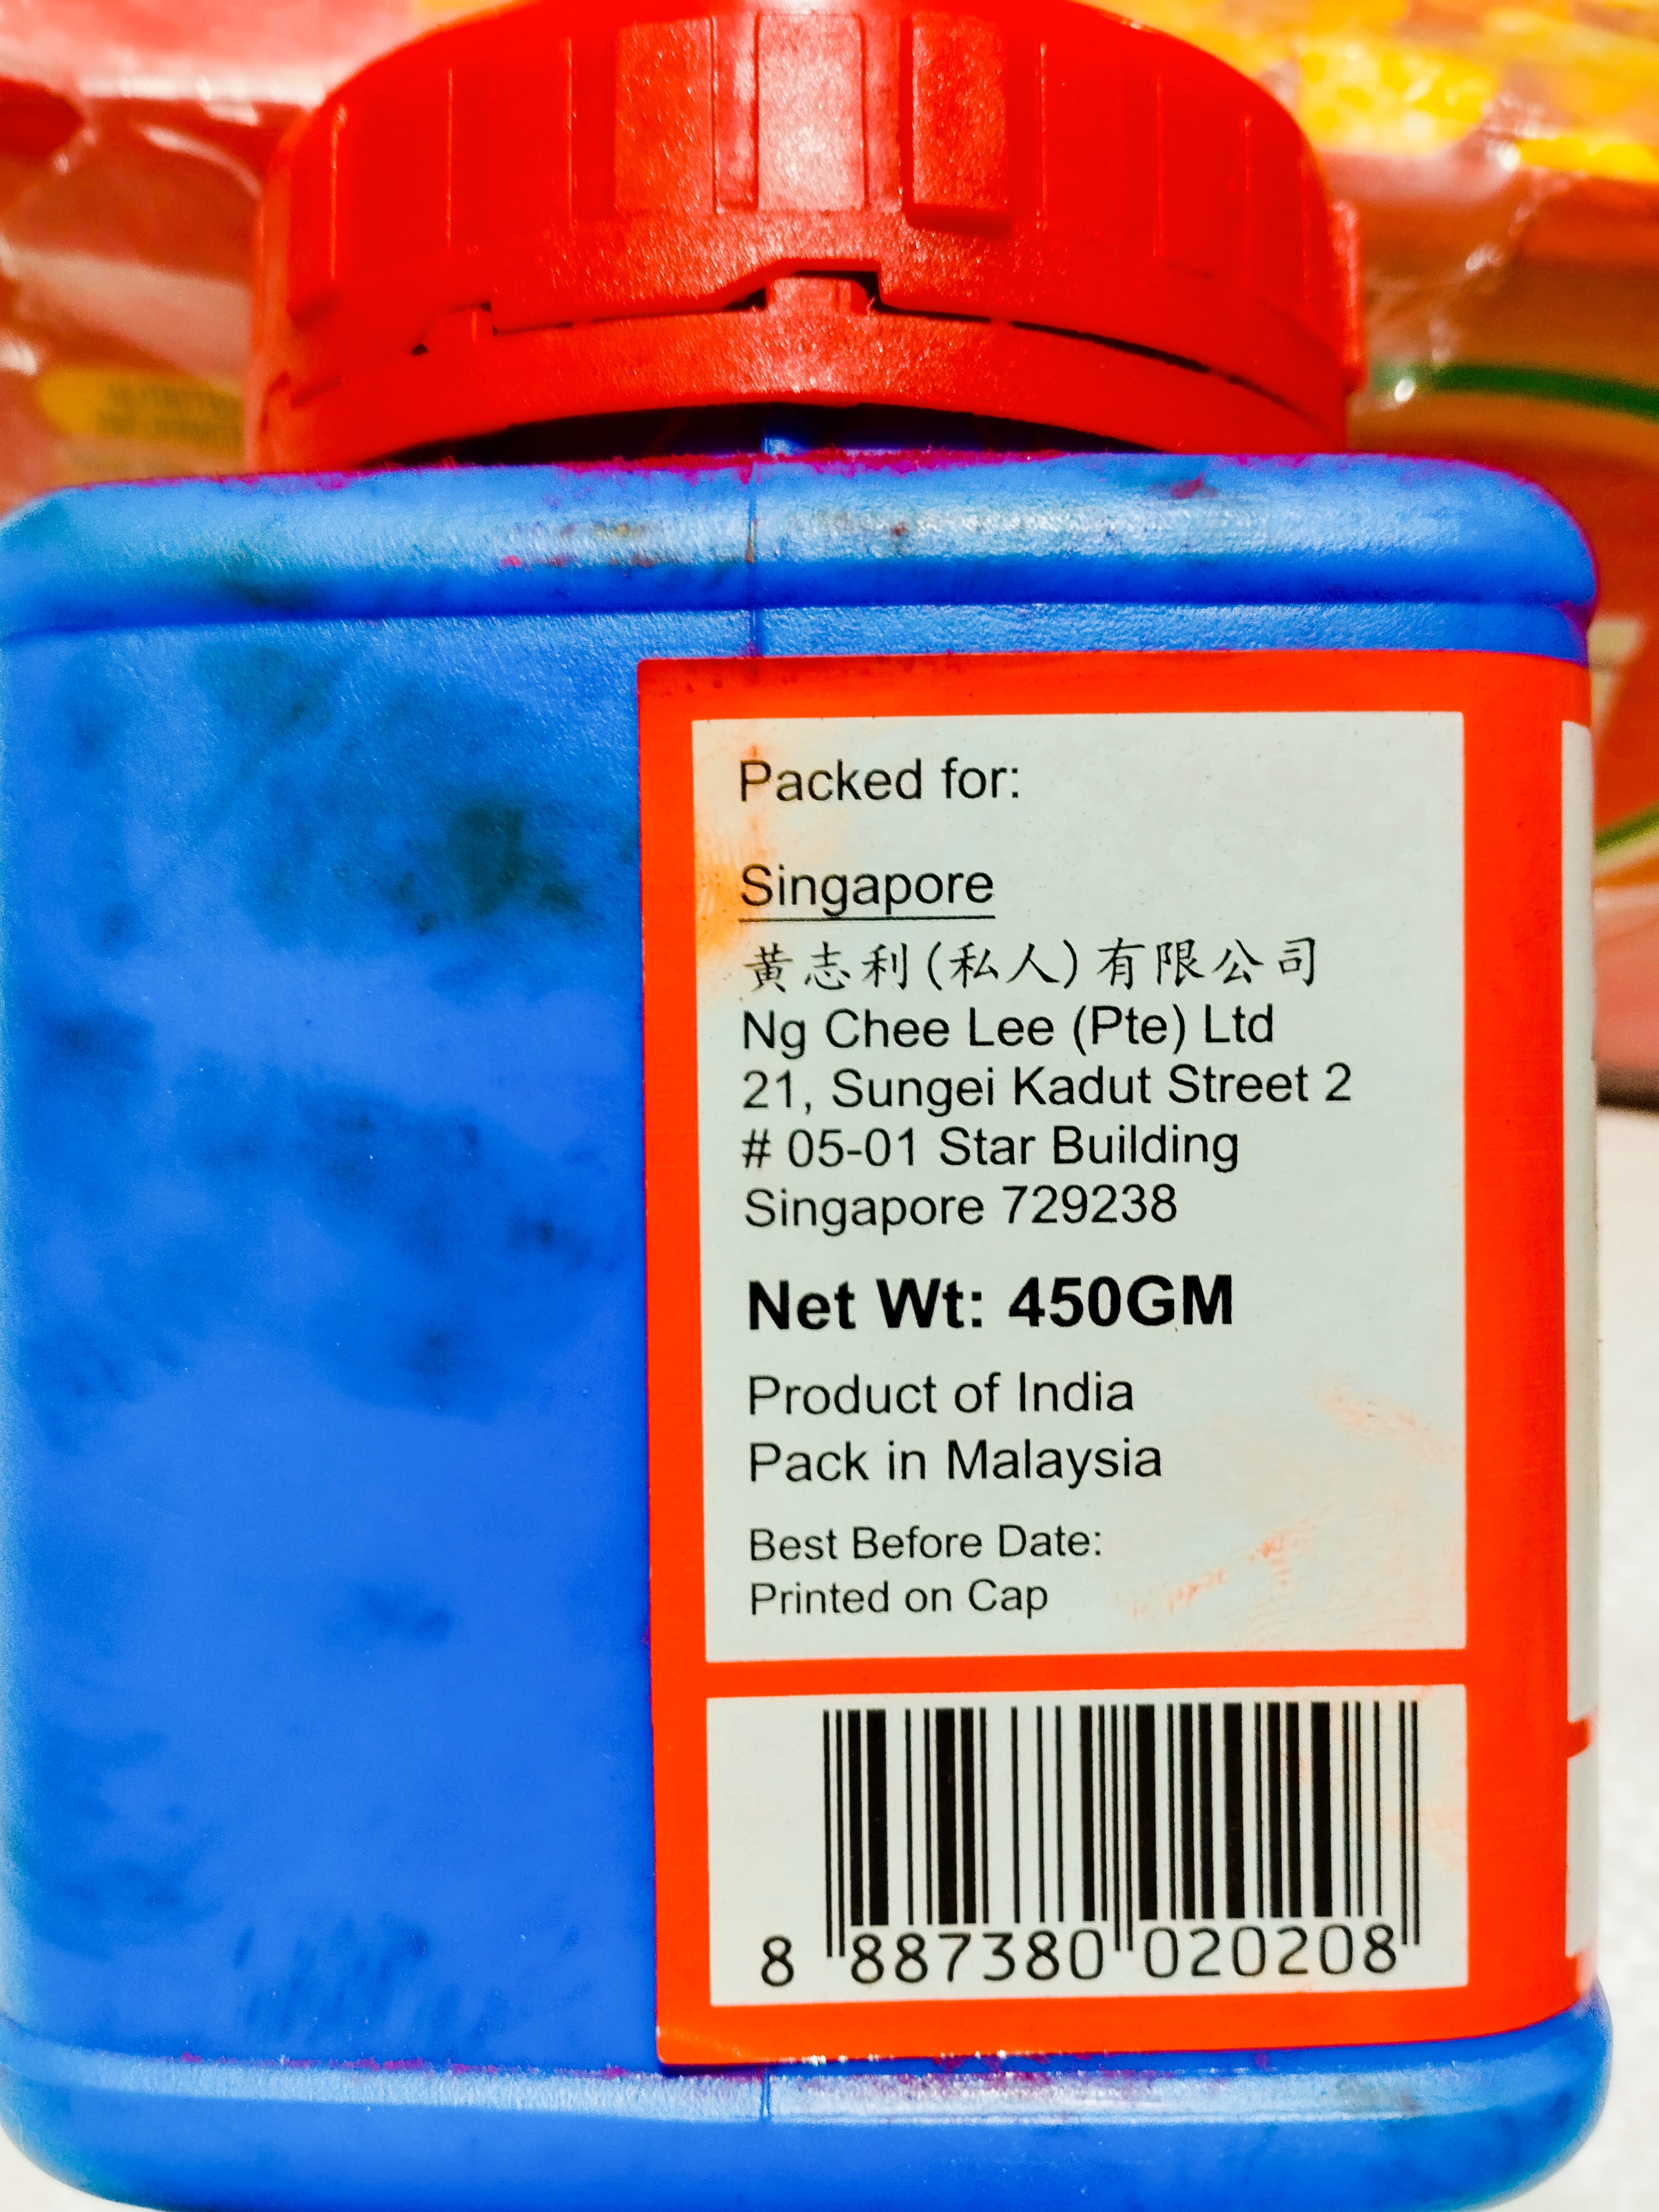 Packed for:
Singapore
黃志利(私人)有限公司
Ng Chee Lee (Pte) Ltd
21, Sungei Kadut Street 2
# 05-01 Star Building
Singapore 729238
Net Wt: 450GM
Product of India
Pack in Malaysia
Best Before Date:
Printed on Cap
8 887380 020208